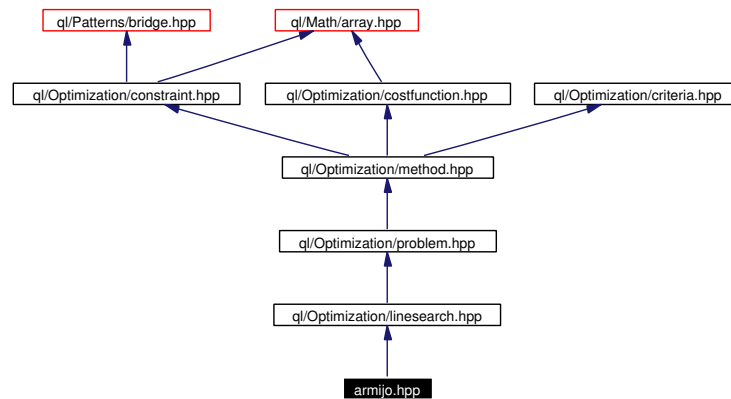 ql/Patterns/bridge.hpp
ql/Math/array.hpp
ql/Optimization/constraint.hpp
ql/Optimization/costfunction.hpp
ql/Optimization/criteria.hpp
ql/Optimization/method.hpp
ql/Optimization/problem.hpp
ql/Optimization/linesearch.hpp
armijo.hpp